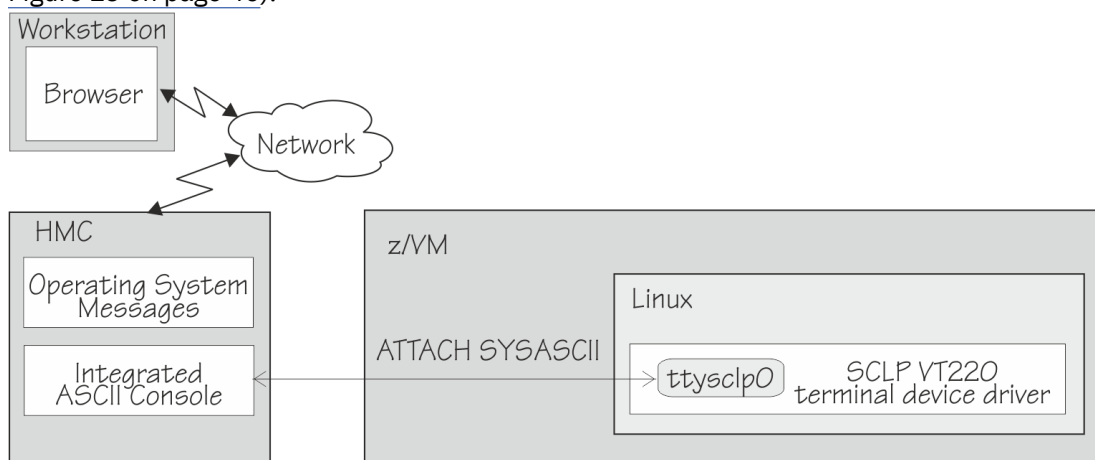 Workstation
Browser
Network
HMC
Operating System
Messages
Integrated
ASCII Console
z/VM
ATTACH SYSASCII
Linux
ttysclp0
SCLP VT220
terminal device driver